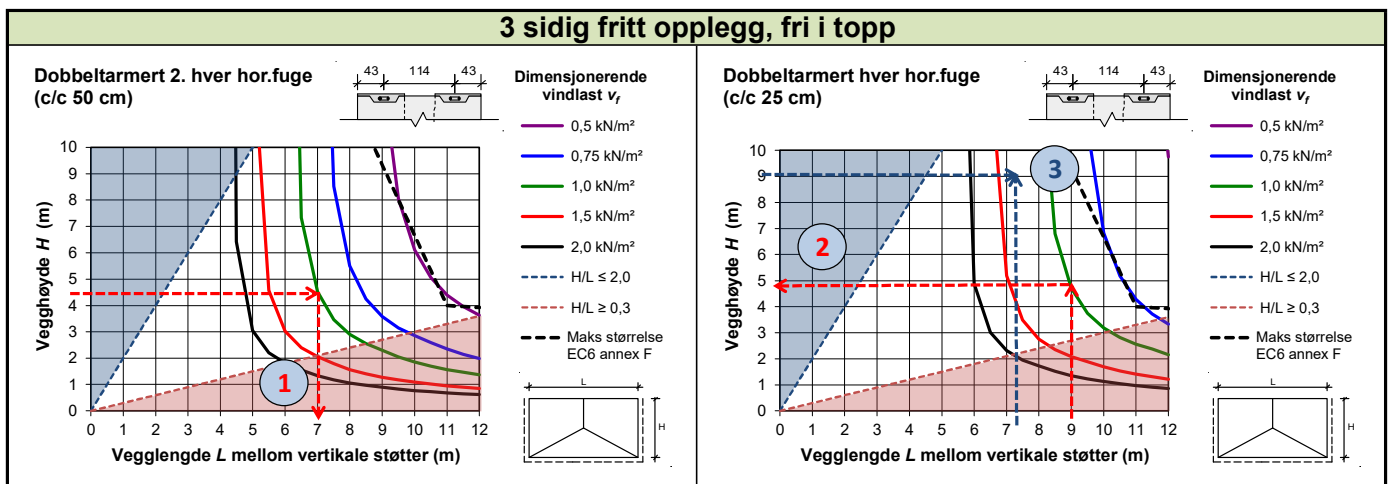 3 sidig fritt opplegg, fri i topp
Dobbeltarmert 2. hver hor.fuge
(c/c 50 cm)
43 114 43
Dimensjonerende
vindlast vf
0,5 kN/m²
0,75 kN/m²
1,0 kN/m²
1,5 kN/m²
2,0 kN/m²
H/L ≤ 2,0
H/L ≥ 0,3
Maks størrelse
EC6 annex F
L
H
Vegghøyde H (m)
10
9
8
7
6
5
4
3
2
1
0
1
0 1 2 3 4 5 6 7 8 9 10 11 12
Vegglengde L mellom vertikale støtter (m)
Dobbeltarmert hver hor.fuge
(c/c 25 cm)
43 114 43
Dimensjonerende
vindlast vf
0,5 kN/m²
0,75 kN/m²
1,0 kN/m²
1,5 kN/m²
2,0 kN/m²
H/L ≤ 2,0
H/L ≥ 0,3
Maks størrelse
EC6 annex F
L
H
Vegghøyde H (m)
10
9
8
7
6
5
4
3
2
1
0
3
2
0 1 2 3 4 5 6 7 8 9 10 11 12
Vegglengde L mellom vertikale støtter (m)